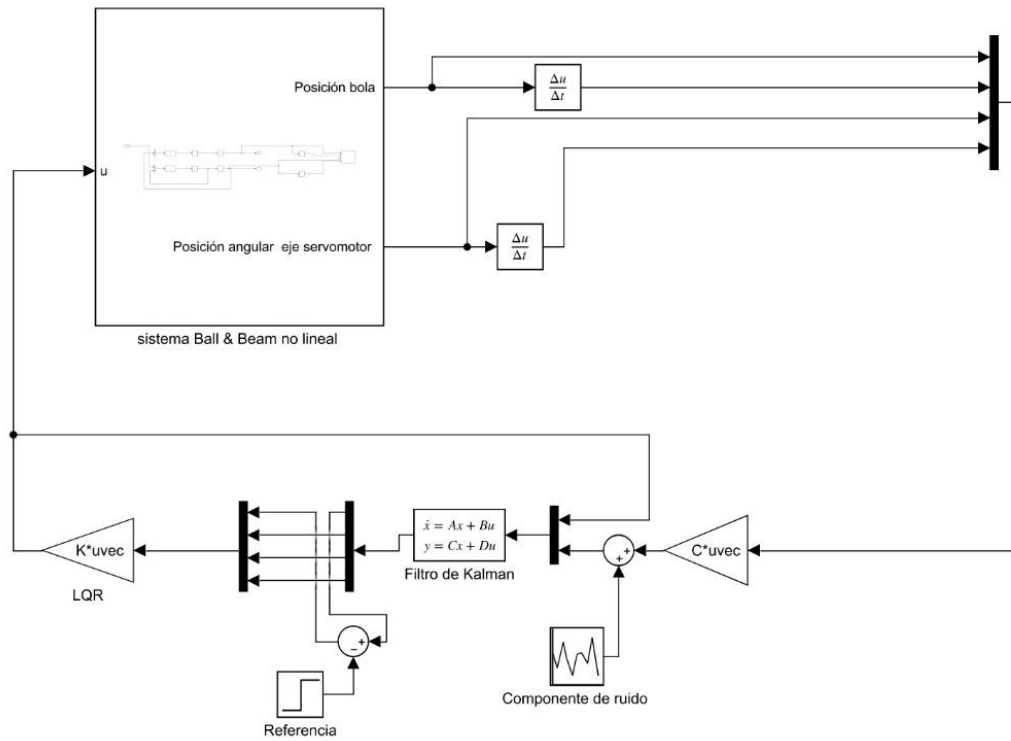 Posición bola
Δu
Δt
u
Posición angular eje servomotor
Δu
Δt
sistema Ball & Beam no lineal
K*uvec
LQR
ẋ = Ax + Bu
y = Cx + Du
Filtro de Kalman
C*uvec
Referencia
Componente de ruido